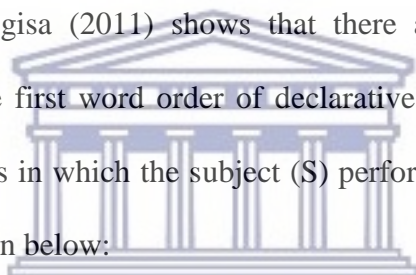 gisa (2011) shows that there
first word order of declarative
in which the subject (S) perfor
n below: